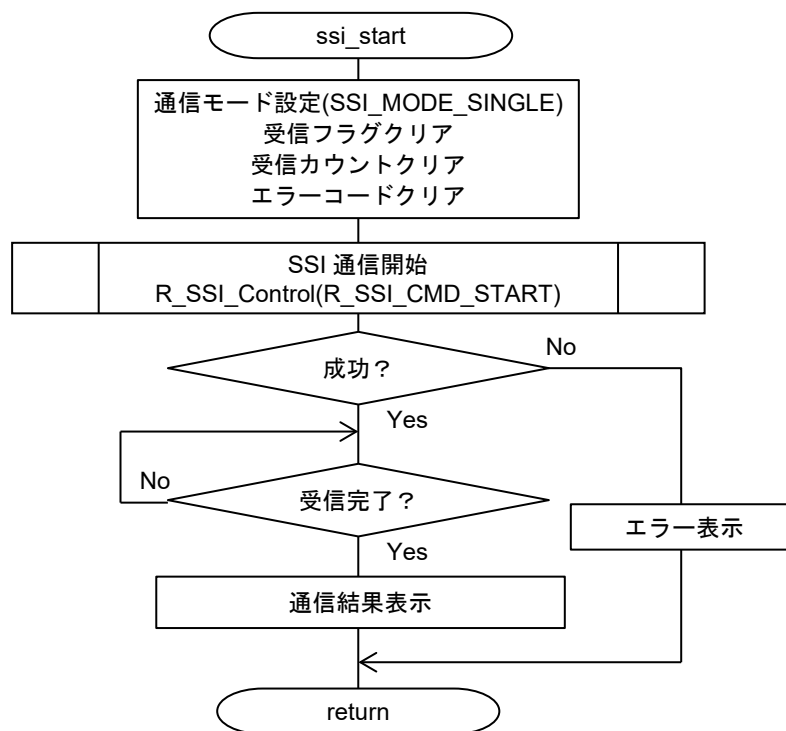 ssi_start
通信モード設定(SSI_MODE_SINGLE)
受信フラグクリア
受信カウントクリア
エラーコードクリア
SSI 通信開始
R_SSI_Control(R_SSI_CMD_START)
成功？
No
Yes
No
受信完了？
エラー表示
Yes
通信結果表示
return